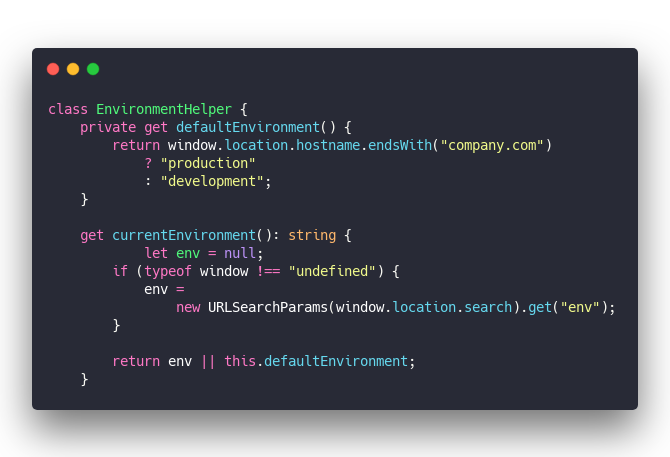 class EnvironmentHelper {
    private get defaultEnvironment() {
        return window.location.hostname.endsWith("company.com")
            ? "production"
            : "development";
    }

    get currentEnvironment(): string {
            let env = null;
        if (typeof window !== "undefined") {
            env =
                new URLSearchParams(window.location.search).get("env");
        }

        return env || this.defaultEnvironment;
    }